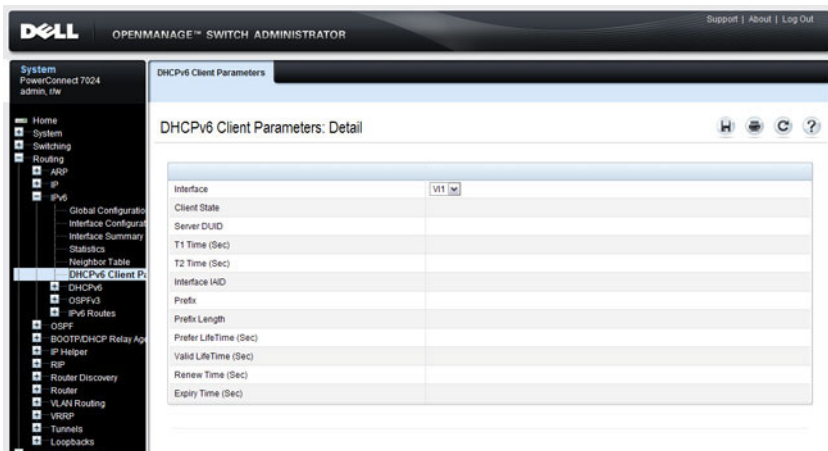 Support | About | Log Out
DELL OPENMANAGE™ SWITCH ADMINISTRATOR
System
PowerConnect 7024
admin, r/w
DHCPv6 Client Parameters
Home
System
Switching
Routing
ARP
IP
IPv6
Global Configuratio
Interface Configurat
Interface Summary
Statistics
Neighbor Table
DHCPv6 Client Pa
DHCPv6
OSPFv3
IPv6 Routes
OSPF
BOOTP/DHCP Relay Age
IP Helper
RIP
Router Discovery
Router
VLAN Routing
VRRP
Tunnels
Loopbacks
DHCPv6 Client Parameters: Detail
Interface Vl1
Client State
Server DUID
T1 Time (Sec)
T2 Time (Sec)
Interface IAID
Prefix
Prefix Length
Prefer LifeTime (Sec)
Valid LifeTime (Sec)
Renew Time (Sec)
Expiry Time (Sec)